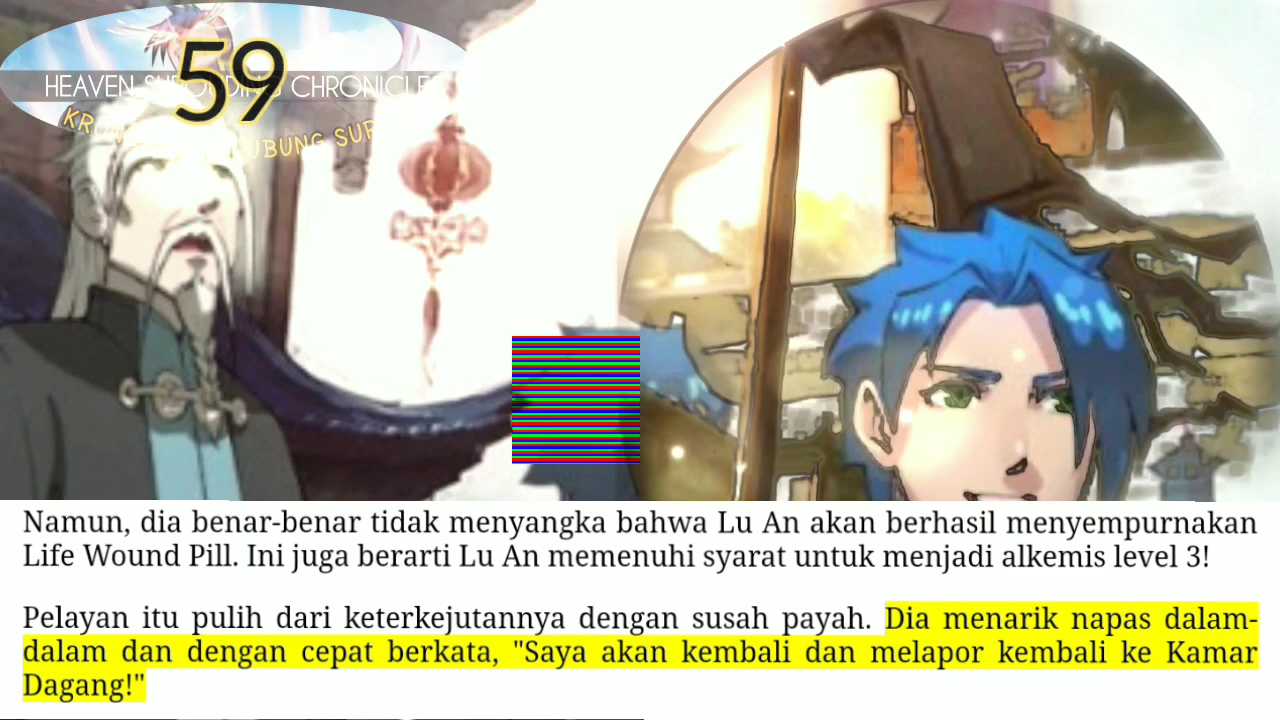 59
HEAVEN CHRONICLE
Namun, dia benar-benar tidak menyangka bahwa Lu An akan berhasil menyempurnakan
Life Wound Pill. Ini juga berarti Lu An memenuhi syarat untuk menjadi alkemis level 3!
Pelayan itu pulih dari keterkejutannya dengan susah payah. Dia menarik napas dalam-
dalam dan dengan cepat berkata, "Saya akan kembali dan melapor kembali ke Kamar
Dagang!"